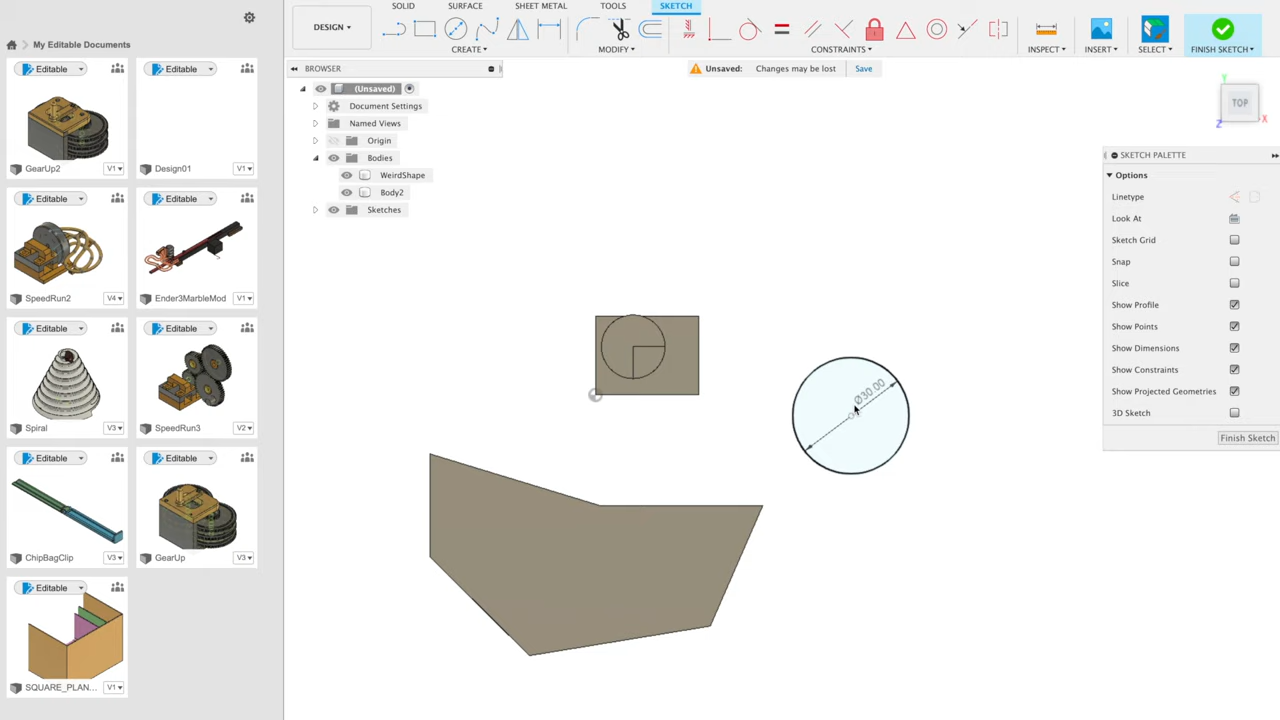 SOLID SURFACE SHEET METAL TOOLS SKETCH
DESIGN
CREATE MODIFY CONSTRAINTS INSPECT INSERT SELECT FINISH SKETCH
My Editable Documents
BROWSER
Unsaved: Changes may be lost Save
(Unsaved)
Document Settings
Named Views
Origin
Bodies
WeirdShape
Body2
Sketches
Editable Editable
GearUp2 V1 Design01 V1
Editable Editable
SpeedRun2 V4 Ender3MarbleMod V1
Editable Editable
Spiral V3 SpeedRun3 V2
Editable Editable
ChipBagClip V3 GearUp V3
Editable
SQUARE_PLAN... V1
Y
TOP
Z X
SKETCH PALETTE
Options
Linetype
Look At
Sketch Grid
Snap
Slice
Show Profile
Show Points
Show Dimensions
Show Constraints
Show Projected Geometries
3D Sketch
Finish Sketch
Ø30.00